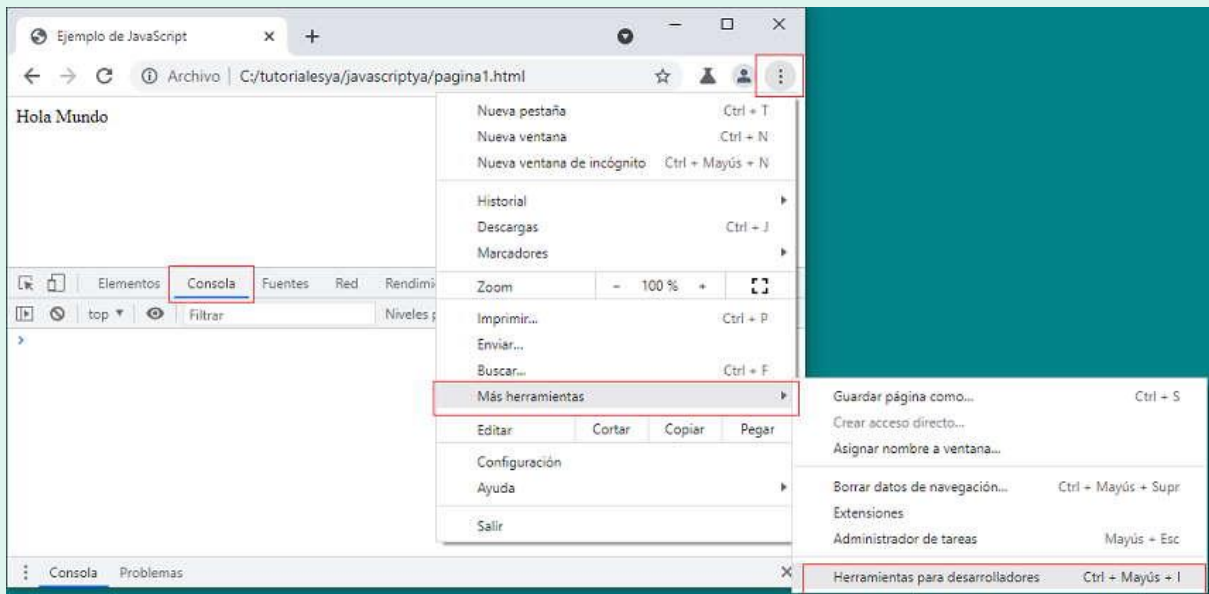 Ejemplo de JavaScript
Archivo | C:/tutorialesya/javascriptya/pagina1.html
Hola Mundo
Nueva pestaña Ctrl + T
Nueva ventana Ctrl + N
Nueva ventana de incógnito Ctrl + Mayús + N
Historial
Descargas Ctrl + J
Marcadores
Zoom - 100 % +
Imprimir... Ctrl + P
Enviar...
Buscar... Ctrl + F
Más herramientas
Editar Cortar Copiar Pegar
Configuración
Ayuda
Salir
Elementos Consola Fuentes Red Rendimi
top Filtrar Niveles p
Guardar página como... Ctrl + S
Crear acceso directo...
Asignar nombre a ventana...
Borrar datos de navegación... Ctrl + Mayús + Supr
Extensiones
Administrador de tareas Mayús + Esc
Herramientas para desarrolladores Ctrl + Mayús + I
Consola Problemas